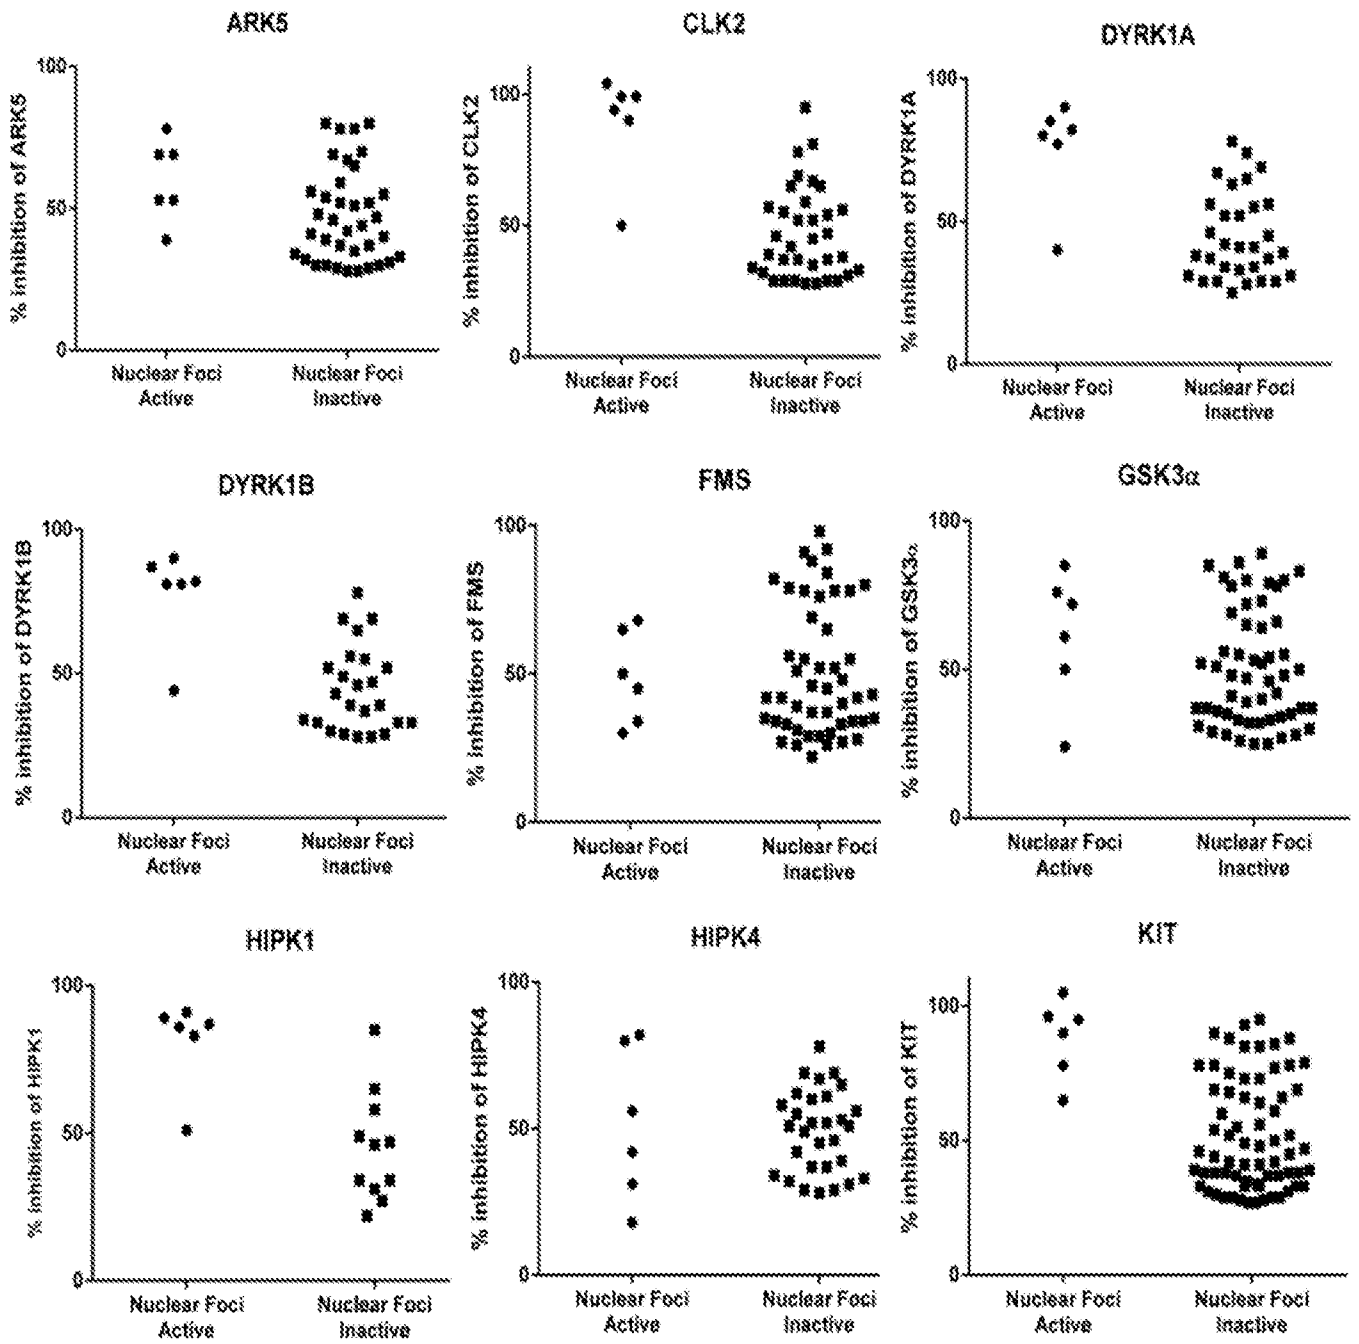 ARK5
% inhibition of ARK5
100
50
0
Nuclear Foci
Active
Nuclear Foci
Inactive
CLK2
% inhibition of CLK2
100
50
0
Nuclear Foci
Active
Nuclear Foci
Inactive
DYRK1A
% inhibition of DYRK1A
100
50
0
Nuclear Foci
Active
Nuclear Foci
Inactive
DYRK1B
% inhibition of DYRK1B
100
50
0
Nuclear Foci
Active
Nuclear Foci
Inactive
FMS
% inhibition of FMS
100
50
0
Nuclear Foci
Active
Nuclear Foci
Inactive
GSK3α
% inhibition of GSK3α
100
50
0
Nuclear Foci
Active
Nuclear Foci
Inactive
HIPK1
% inhibition of HIPK1
100
50
0
Nuclear Foci
Active
Nuclear Foci
Inactive
HIPK4
% inhibition of HIPK4
100
50
0
Nuclear Foci
Active
Nuclear Foci
Inactive
KIT
% inhibition of KIT
100
50
0
Nuclear Foci
Active
Nuclear Foci
Inactive